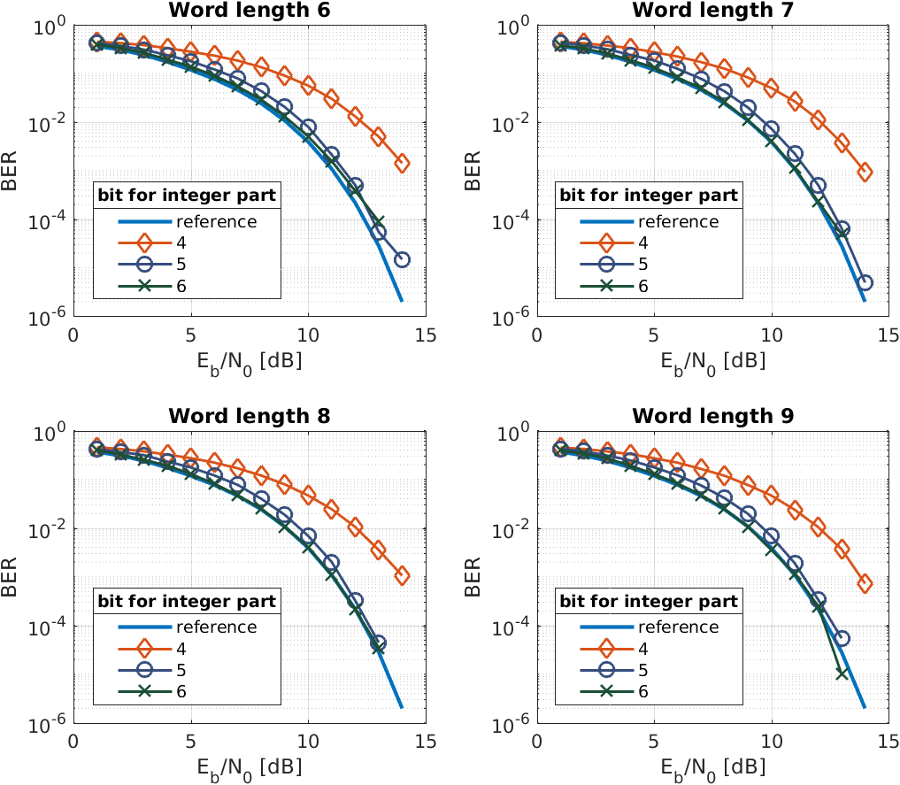 Word length 6
BER
10^0
10^-2
10^-4
10^-6
bit for integer part
reference
4
5
6
0 5 10 15
E_b/N_0 [dB]
Word length 7
BER
10^0
10^-2
10^-4
10^-6
bit for integer part
reference
4
5
6
0 5 10 15
E_b/N_0 [dB]
Word length 8
BER
10^0
10^-2
10^-4
10^-6
bit for integer part
reference
4
5
6
0 5 10 15
E_b/N_0 [dB]
Word length 9
BER
10^0
10^-2
10^-4
10^-6
bit for integer part
reference
4
5
6
0 5 10 15
E_b/N_0 [dB]